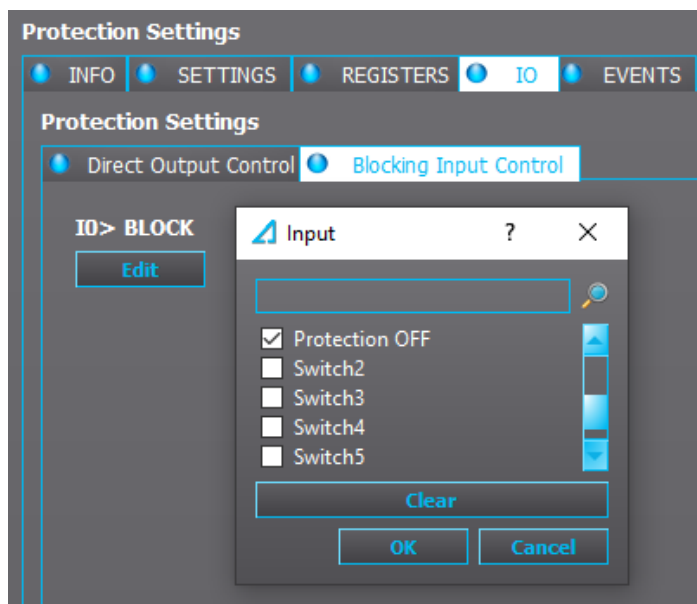 Protection Settings
INFO SETTINGS REGISTERS IO EVENTS
Protection Settings
Direct Output Control Blocking Input Control
I0> BLOCK
Edit
Input ?
Protection OFF
Switch2
Switch3
Switch4
Switch5
Clear
OK Cancel